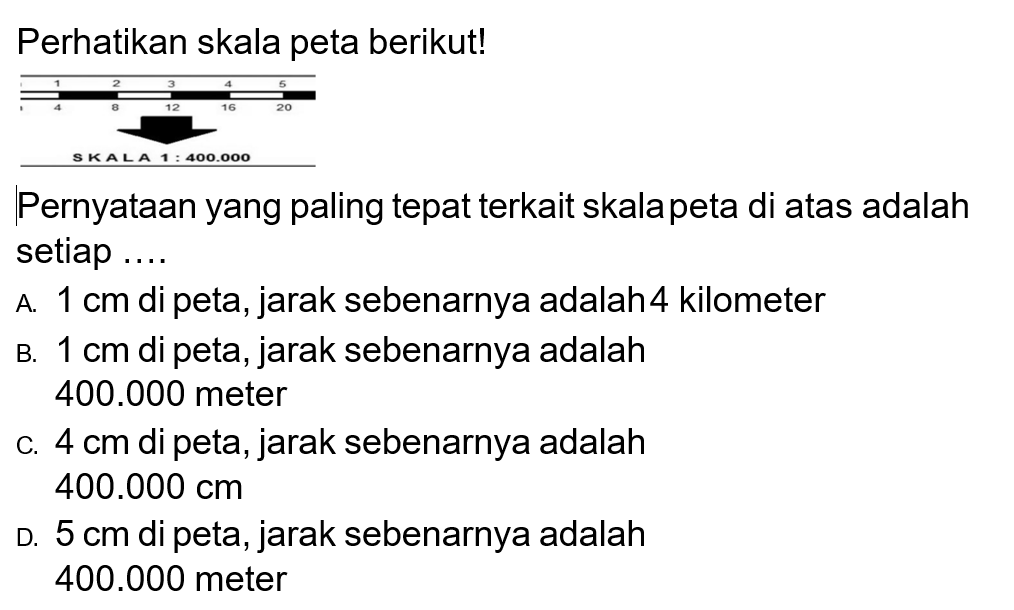 Perhatikan skala peta berikut!
1 2 3 4 5
4 8 12 16 20
SKALA 1 : 400.000
Pernyataan yang paling tepat terkait skala peta di atas adalah
setiap ….
A. 1 cm di peta, jarak sebenarnya adalah 4 kilometer
B. 1 cm di peta, jarak sebenarnya adalah
400.000 meter
C. 4 cm di peta, jarak sebenarnya adalah
400.000 cm
D. 5 cm di peta, jarak sebenarnya adalah
400.000 meter